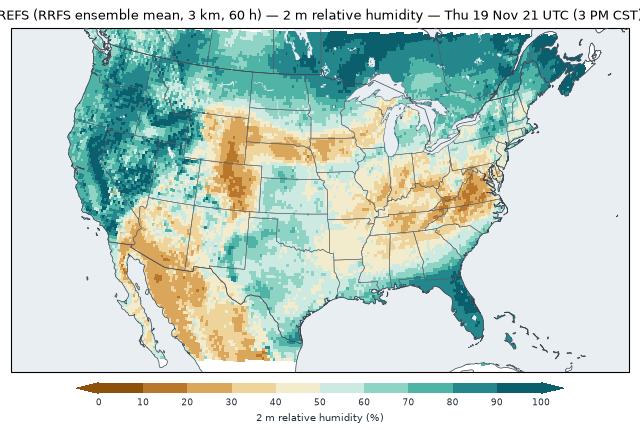 REFS (RRFS ensemble mean, 3 km, 60 h) — 2 m relative humidity — Thu 19 Nov 21 UTC (3 PM CST)
0 10 20 30 40 50 60 70 80 90 100
2 m relative humidity (%)